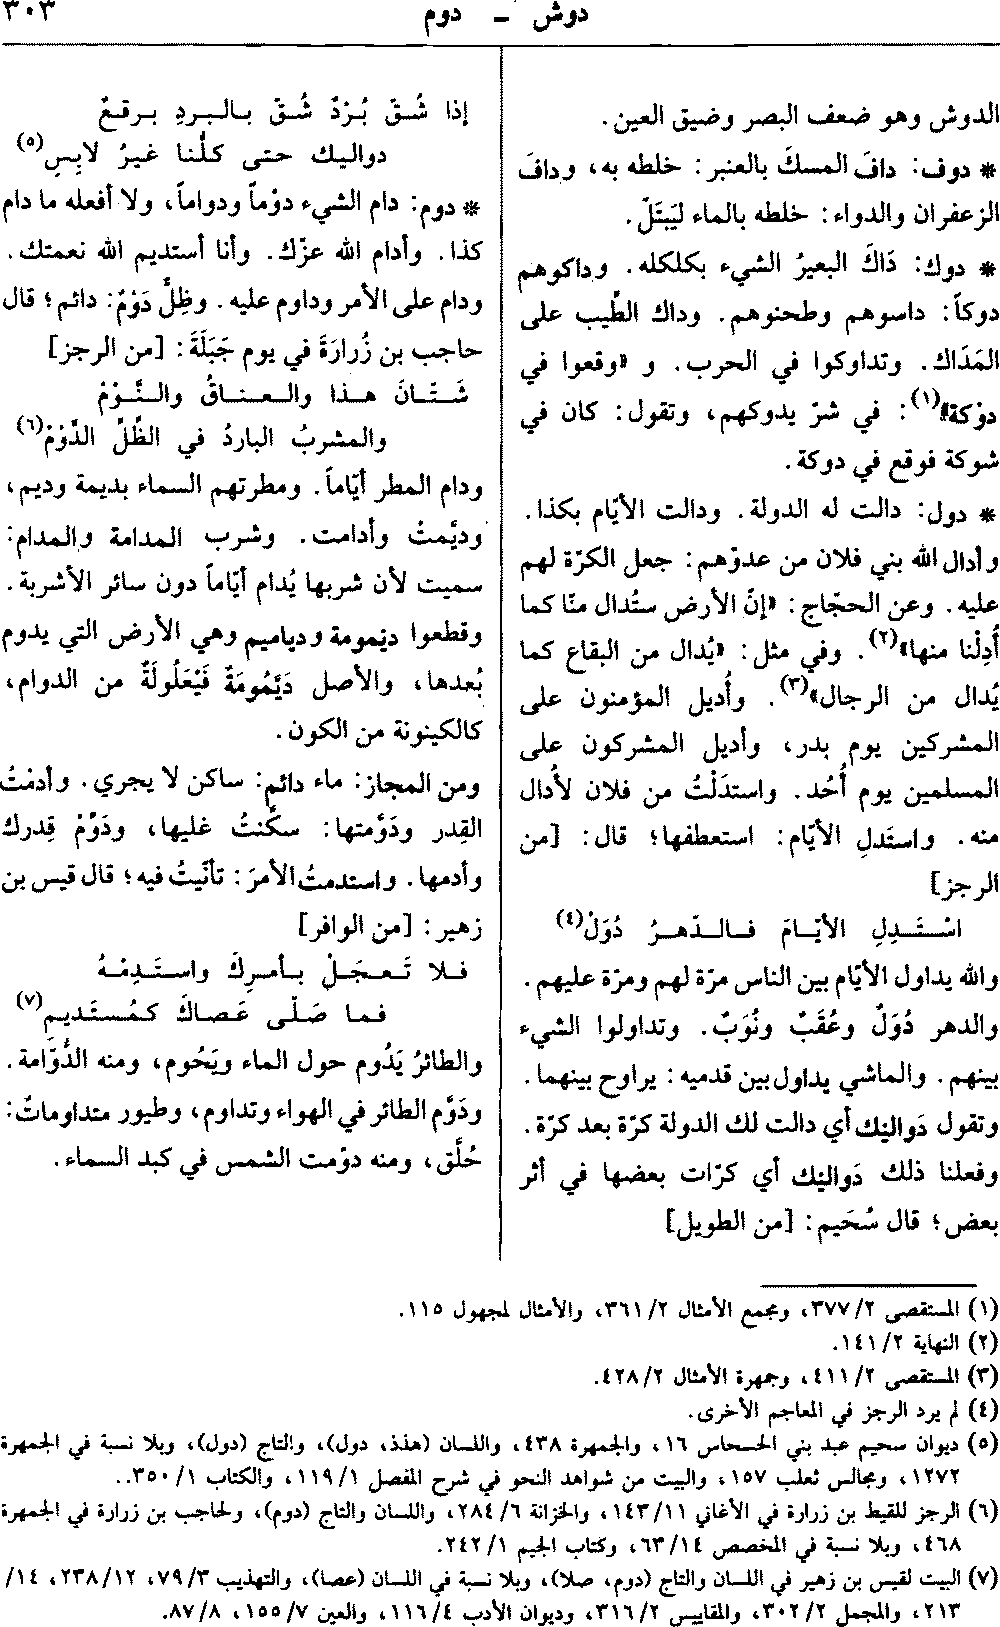 دوش - دوم
٣٠٣
الدوش وهو ضعف البصر وضيق العين.
* دوف: دافَ المسكَ بالعنبر: خلطه به، ودافَ
الزعفران والدواء: خلطه بالماء ليَبتَلّ.
* دوك: دَاكَ البعيرُ الشيء بكلكله. وداكوهم
دوكاً: داسوهم وطحنوهم. وداك الطِّيب على
المَدَاك. وتداوكوا في الحرب. و «وقعوا في
دوْكة»(١): في شرّ يدوكهم، وتقول: كان في
شوكة فوقع في دوكة.
* دول: دالت له الدولة. ودالت الأيّام بكذا.
وأدال الله بني فلان من عدوّهم: جعل الكرّة لهم
عليه. وعن الحجّاج: «إنّ الأرض ستُدال منّا كما
أُدِلْنا منها»(٢). وفي مثل: «يُدال من البقاع كما
يُدال من الرجال»(٣). وأُديل المؤمنون على
المشركين يوم بدر، وأديل المشركون على
المسلمين يوم أُحُد. واستدَلْتُ من فلان لأُدال
منه. واستَدلِ الأيّام: استعطفها؛ قال: [من
الرجز]
اسْتَدِلِ الأيّامَ فالدّهرُ دُوَلْ(٤)
والله يداول الأيّام بين الناس مرّة لهم ومرّة عليهم.
والدهر دُوَلٌ وعُقَبٌ ونُوَبٌ. وتداولوا الشيء
بينهم. والماشي يداول بين قدميه: يراوح بينهما.
وتقول دَواليْك أي دالت لك الدولة كرّة بعد كرّة.
وفعلنا ذلك دَواليْك أي كرّات بعضها في أثر
بعض؛ قال سُحَيم: [من الطويل]
إذا شُقّ بُرْدٌ شُقّ بالبردِ برقعٌ
دواليك حتى كلُّنا غيرُ لابِسِ(٥)
* دوم: دام الشيء دوْماً ودواماً، ولا أفعله ما دام
كذا. وأدام الله عزّك. وأنا أستديم الله نعمتك.
ودام على الأمر وداوم عليه. وظِلٌّ دَوْمٌ: دائم؛ قال
حاجب بن زُرارَةَ في يوم جَبَلَةَ: [من الرجز]
شَتّانَ هذا والعناقُ والنَّوْمْ
والمشربُ الباردُ في الظّلِّ الدَّوْمْ(٦)
ودام المطر أيّاماً. ومطرتهم السماء بديمة وديم،
وديَّمتْ وأدامت. وشرب المدامة والمدام:
سميت لأن شربها يُدام أيّاماً دون سائر الأشربة.
وقطعوا ديْمومة ودياميم وهي الأرض التي يدوم
بُعدها، والأصل دَيَّمُومَةٌ فَيْعَلُولَةٌ من الدوام،
كالكينونة من الكون.
ومن المجاز: ماء دائم: ساكن لا يجري. وأدمْتُ
القِدر ودَوَّمتها: سكّنتُ غليها، ودَوِّمْ قِدرك
وأدمها. واستدمتُ الأمرَ: تأنّيتُ فيه؛ قال قيس بن
زهير: [من الوافر]
فلا تَعجَلْ بأمرِكَ واستَدِمْهُ
فما صَلّى عَصاكَ كمُستَديمِ(٧)
والطائرُ يَدُوم حول الماء ويَحُوم، ومنه الدُّوّامة.
ودَوَّم الطائر في الهواء وتداوم، وطيور متداوماتٌ:
حُلَّق، ومنه دوّمت الشمس في كبد السماء.
(١) المستقصى ٢/ ٣٧٧، ومجمع الأمثال ٢/ ٣٦١، والأمثال لمجهول ١١٥.
(٢) النهاية ٢/ ١٤١.
(٣) المستقصى ٢/ ٤١١، وجمهرة الأمثال ٢/ ٤٢٨.
(٤) لم يرد الرجز في المعاجم الأخرى.
(٥) ديوان سحيم عبد بني الحسحاس ١٦، والجمهرة ٤٣٨، واللسان (هذذ، دول)، والتاج (دول)، وبلا نسبة في الجمهرة
١٢٧٢، ومجالس ثعلب ١٥٧، والبيت من شواهد النحو في شرح المفصل ١/ ١١٩، والكتاب ١/ ٣٥٠..
(٦) الرجز للقيط بن زرارة في الأغاني ١١/ ١٤٣، والخزانة ٦/ ٢٨٤، واللسان والتاج (دوم)، ولحاجب بن زرارة في الجمهرة
٤٦٨، وبلا نسبة في المخصص ١٤/ ٦٣، وكتاب الجيم ١/ ٢٤٢.
(٧) البيت لقيس بن زهير في اللسان والتاج (دوم، صلا)، وبلا نسبة في اللسان (عصا)، والتهذيب ٣/ ٧٩، ١٢/ ٢٣٨، ١٤/
٢١٣، والمجمل ٢/ ٣٠٢، والمقاييس ٢/ ٣١٦، وديوان الأدب ٤/ ١١٦، والعين ٧/ ١٥٥، ٨/ ٨٧.